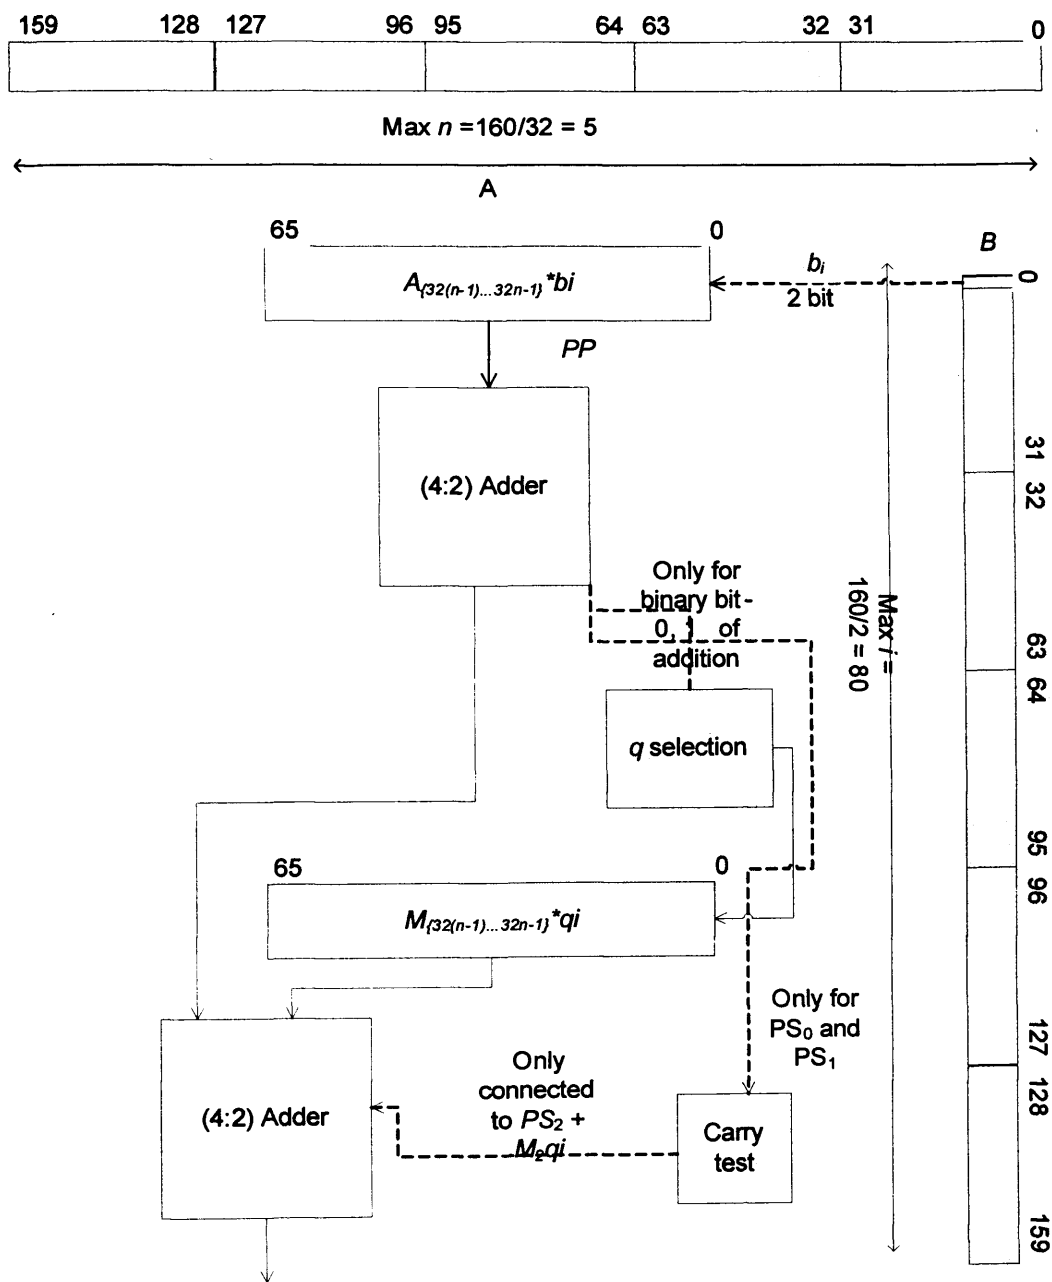 159 128 127 96 95 64 63 32 31 0
Max n =160/32 = 5
A
65 0
B
A{32(n-1)...32n-1}*bi
bi
2 bit
0
PP
(4:2) Adder
31
32
Only for
binary bit-
0, of
addition
Max i =
160/2 = 80
63
64
q selection
95
96
65 0
M{32(n-1)...32n-1}*qi
Only for
PS0 and
PS1
127
128
Only
connected
to PS2 +
M2qi
(4:2) Adder
Carry
test
159